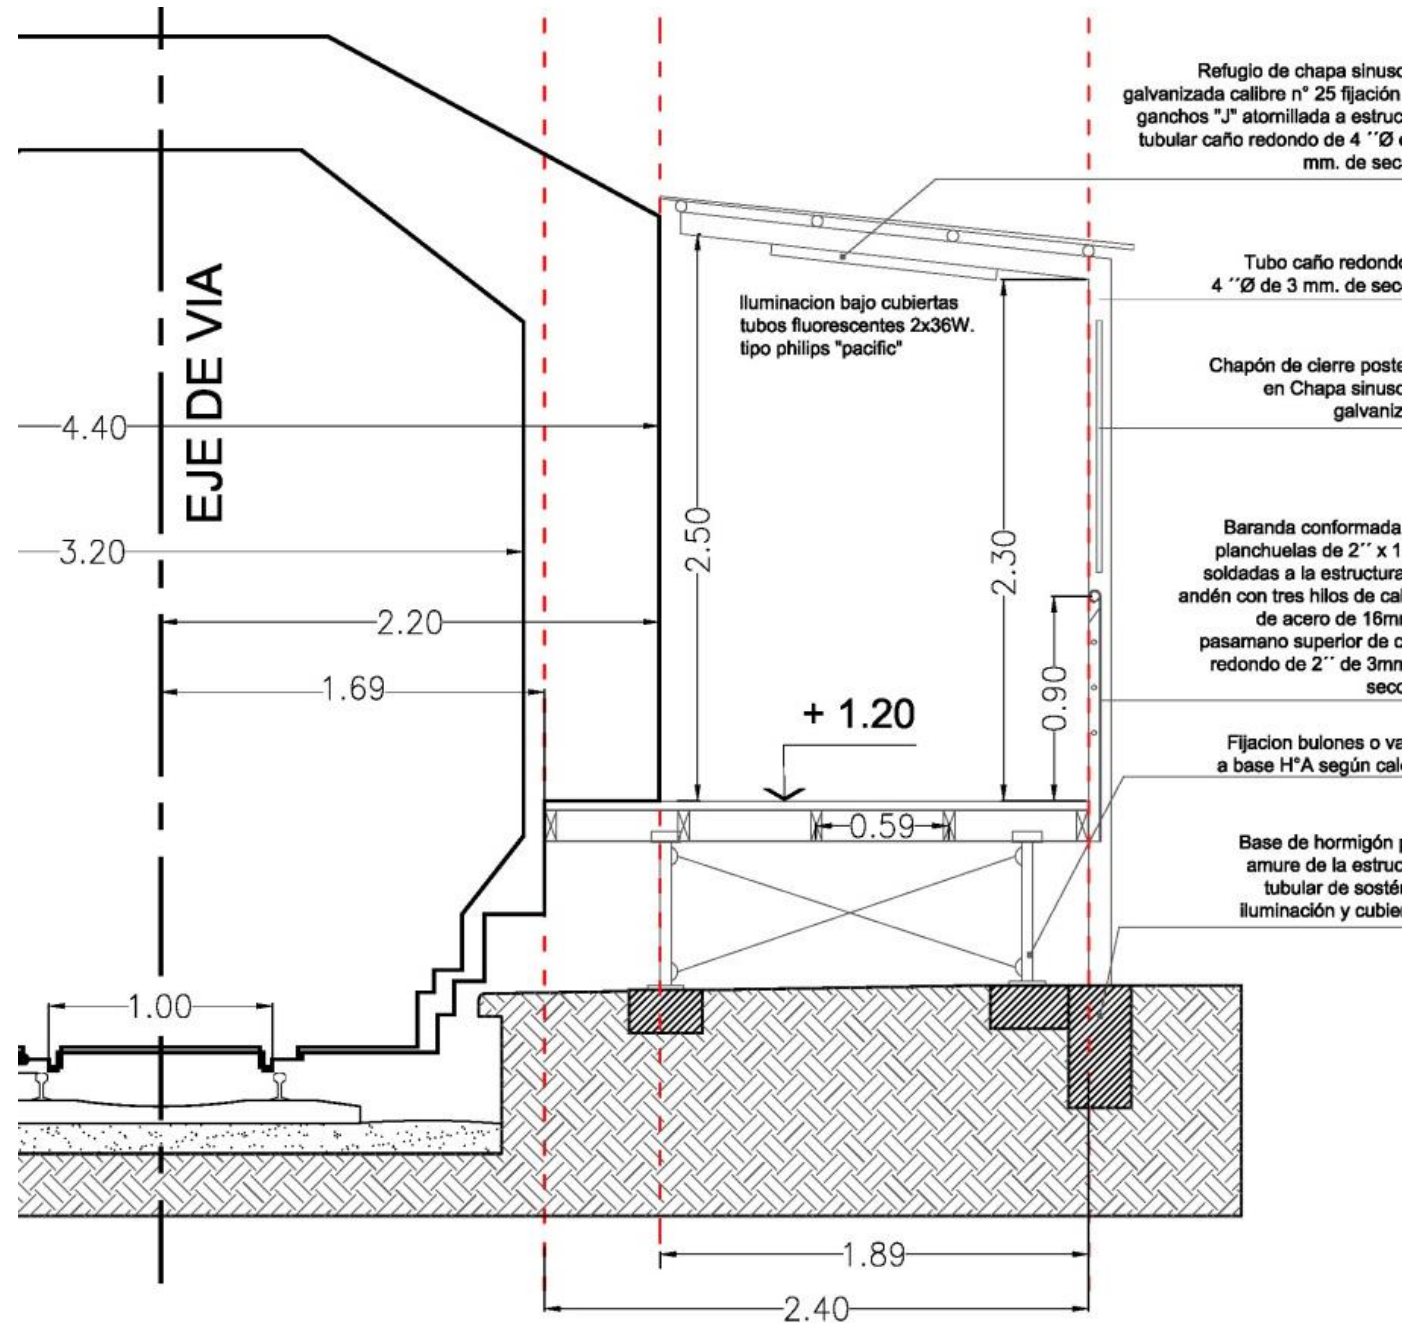 Refugio de chapa sinuso
galvanizada calibre n° 25 fijación
ganchos "J" atornillada a estruc
tubular caño redondo de 4 ´´Ø
mm. de sec
Tubo caño redondo
4 ´´Ø de 3 mm. de sec
Iluminacion bajo cubiertas
tubos fluorescentes 2x36W.
tipo philips "pacific"
Chapón de cierre poste
en Chapa sinuso
galvaniz
EJE DE VIA
4.40
3.20
2.20
1.69
2.50
2.30
0.90
Baranda conformada
planchuelas de 2´´ x 1
soldadas a la estructura
andén con tres hilos de cal
de acero de 16m
pasamano superior de c
redondo de 2´´ de 3mm
secc
+ 1.20
Fijacion bulones o va
a base H°A según calc
0.59
Base de hormigón p
amure de la estruc
tubular de sostén
iluminación y cubier
1.00
1.89
2.40